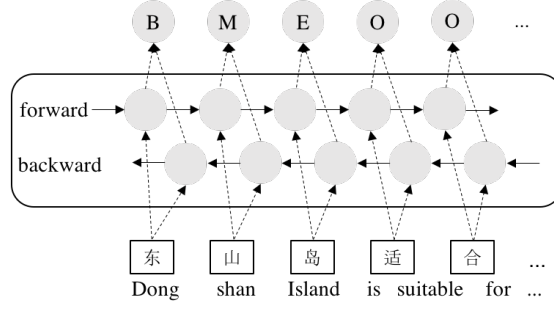 B M E O O ...
forward
backward
东 山 岛 适 合 ...
Dong shan Island is suitable for ...